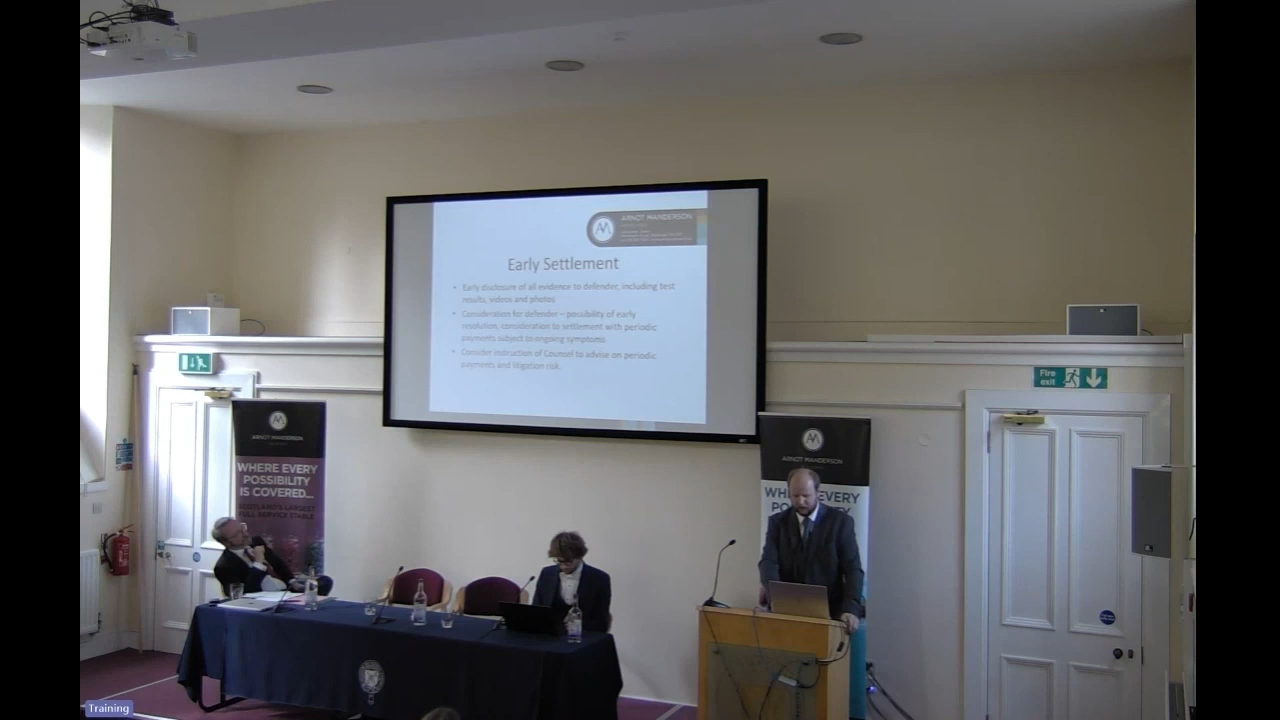 ARNOT MANDERSON
Early Settlement
• Early disclosure of all evidence to defender, including test
results, videos and photos
• Consideration for defender – possibility of early
resolution, consideration to settlement with periodic
payments subject to ongoing symptoms
• Consider instruction of Counsel to advise on periodic
payments and litigation risk.
Fire
exit
ARNOT MANDERSON
WHERE EVERY
POSSIBILITY
IS COVERED...
SCOTLAND'S LARGEST
FULL SERVICE STABLE
ARNOT MANDERSON
EVERY
Training